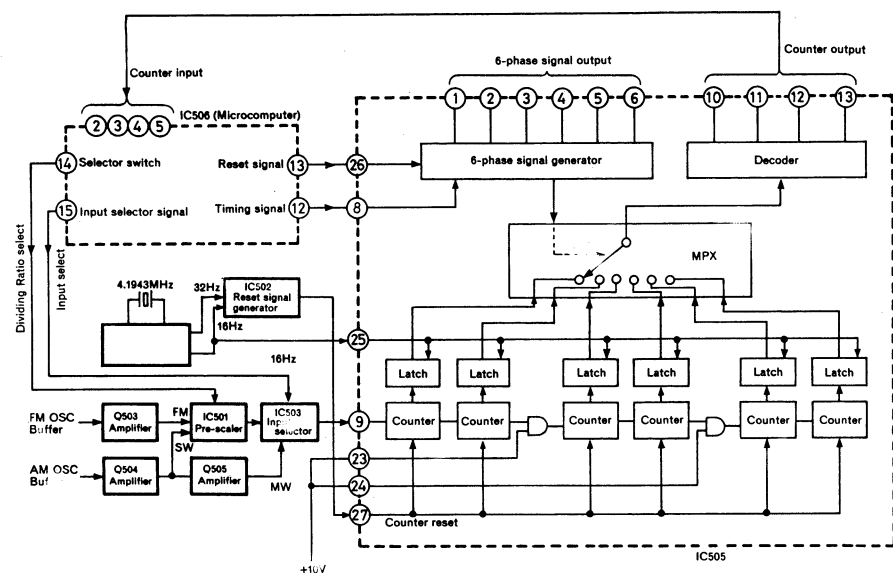 Counter input
6-phase signal output
Counter output
1 2 3 4 5 6
10 11 12 13
2 3 4 5
IC506 (Microcomputer)
14 Selector switch
Reset signal 13
26
6-phase signal generator
Decoder
15 Input selector signal
Timing signal 12
8
MPX
Dividing Ratio select
Input select
4.1943MHz
32Hz
IC502
Reset signal
generator
16Hz
25
16Hz
Latch Latch Latch Latch Latch Latch
FM OSC
Buffer
Q503
Amplifier
FM
IC501
Pre-scaler
IC503
Input
selector
9
Counter Counter Counter Counter Counter Counter
SW
23
AM OSC
Buf
Q504
Amplifier
Q505
Amplifier
MW
24
27
Counter reset
IC505
+10V